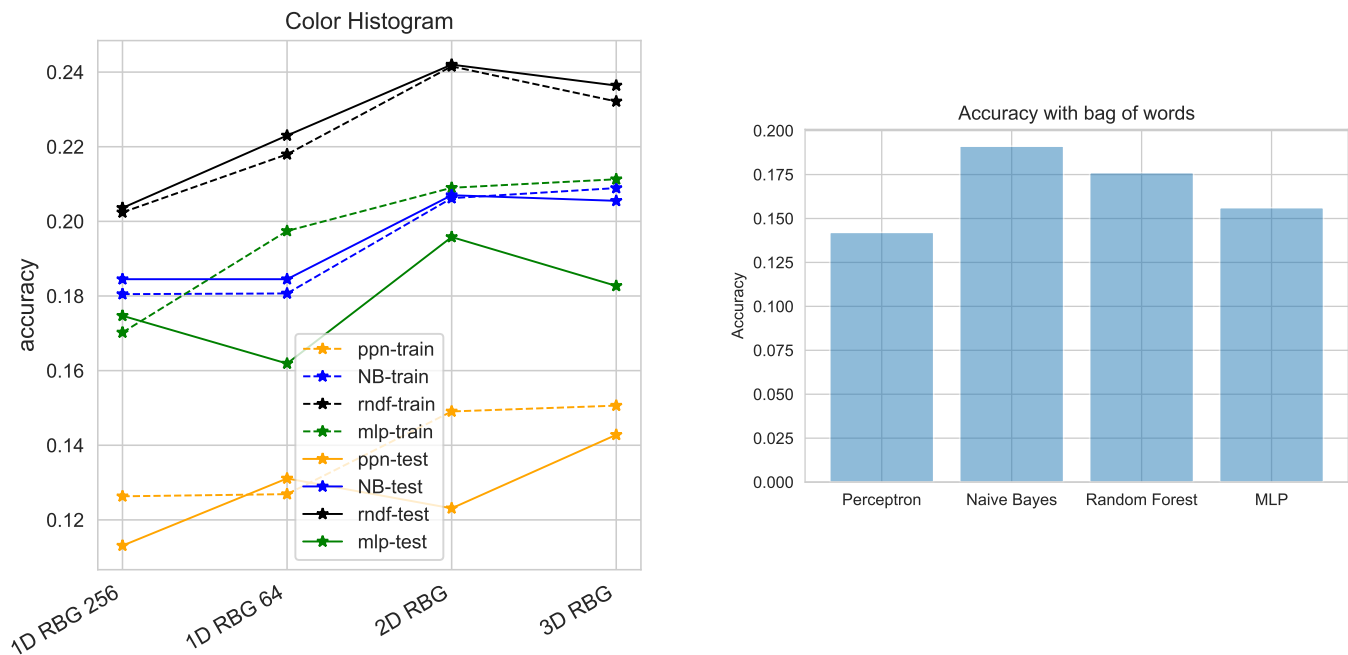 Color Histogram
accuracy
0.24
0.22
0.20
0.18
0.16
0.14
0.12
ppn-train
NB-train
rndf-train
mlp-train
ppn-test
NB-test
rndf-test
mlp-test
1D RBG 256
1D RBG 64
2D RBG
3D RBG
Accuracy with bag of words
Accuracy
0.200
0.175
0.150
0.125
0.100
0.075
0.050
0.025
0.000
Perceptron
Naive Bayes
Random Forest
MLP